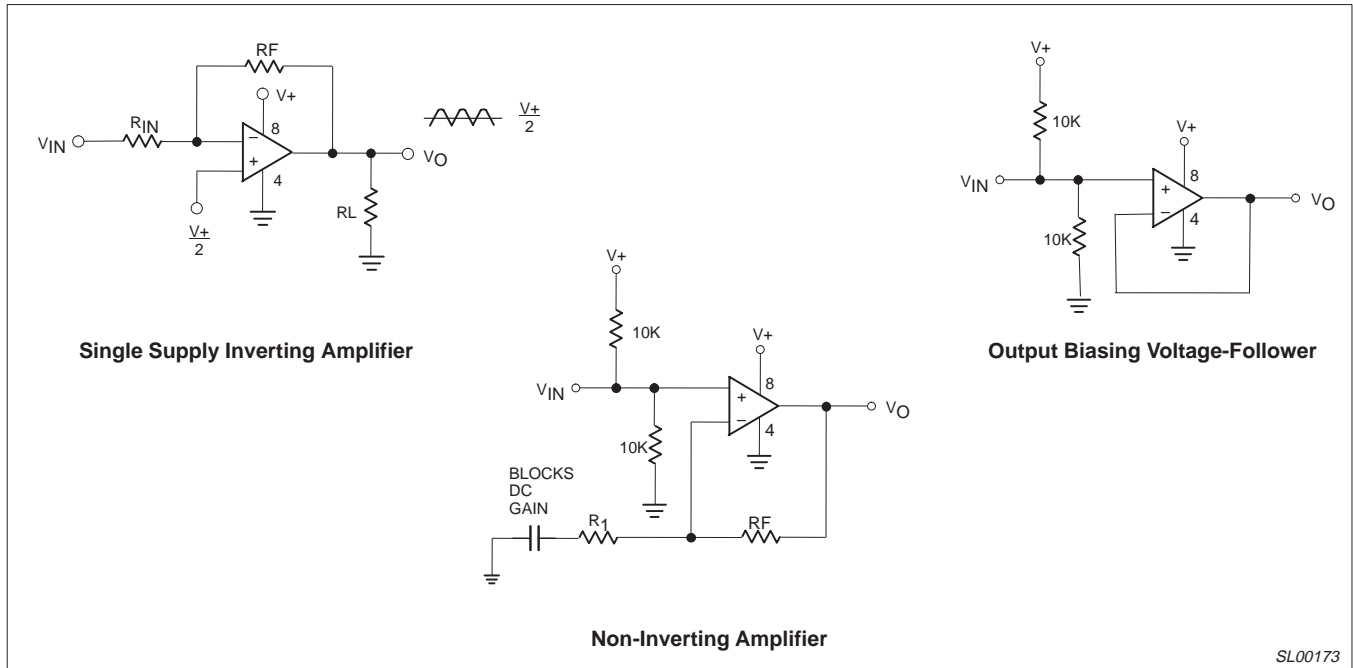 RF
V+
RIN
VIN
−
+
8
4
V+
2
VO
RL
V+
2
Single Supply Inverting Amplifier
V+
10K
V+
VIN
+
−
8
4
VO
10K
Output Biasing Voltage-Follower
V+
10K
V+
VIN
+
−
8
4
VO
10K
BLOCKS
DC
GAIN
R1
RF
Non-Inverting Amplifier
SL00173